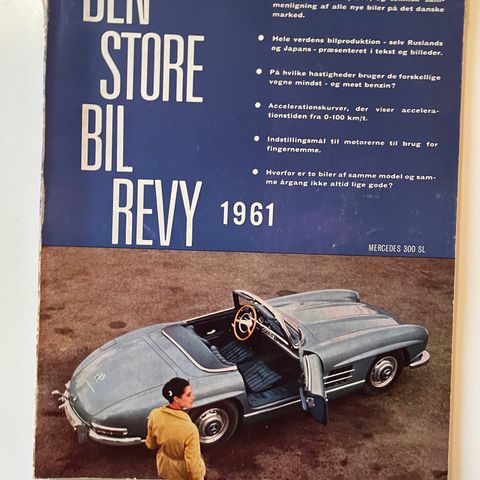 DEN
STORE
BIL
REVY 1961
menligning af alle nye biler på det danske
marked.
• Hele verdens bilproduktion - selv Ruslands
og Japans - præsenteret i tekst og billeder.
• På hvilke hastigheder bruger de forskellige
vogne mindst - og mest benzin?
• Accelerationskurver, der viser accelera-
tionstiden fra 0-100 km/t.
• Indstillingsmål til motorerne til brug for
fingernemme.
• Hvorfor er to biler af samme model og sam-
me årgang ikke altid lige gode?
MERCEDES 300 SL